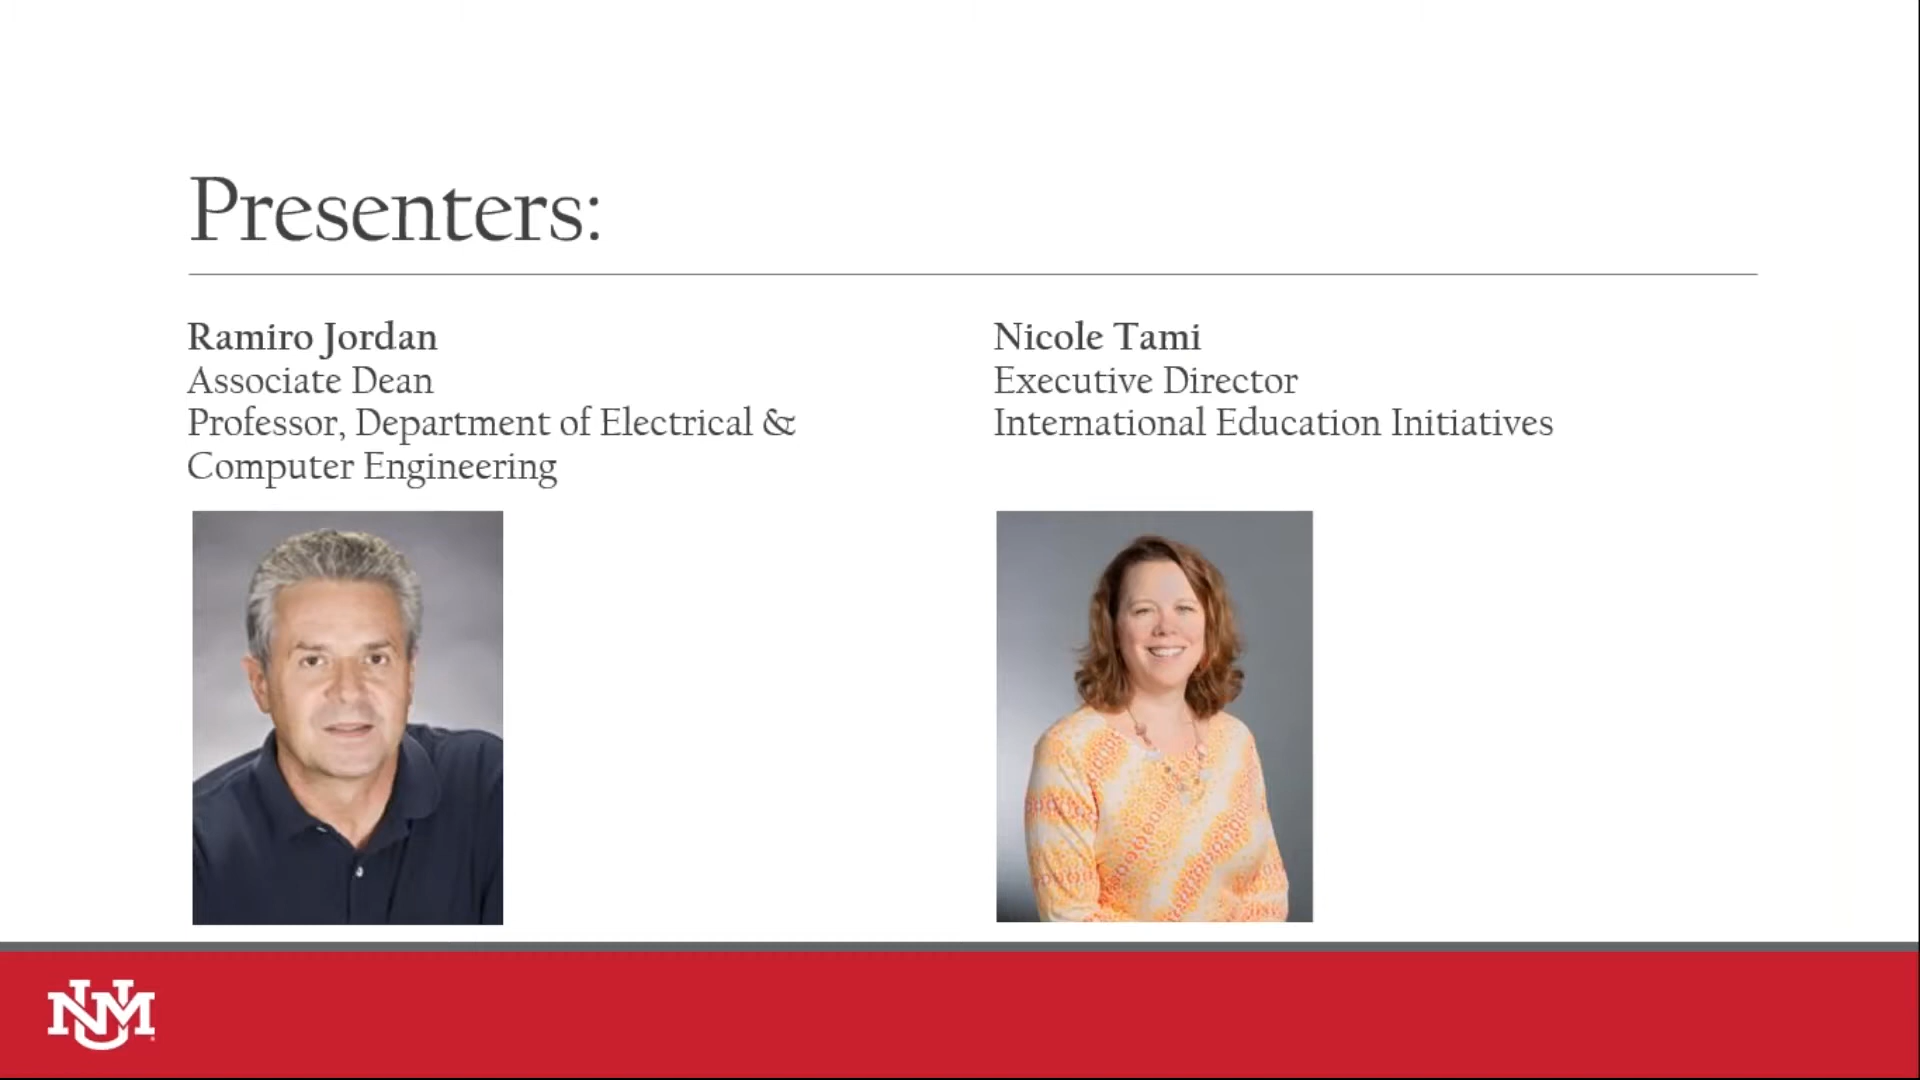 Presenters:
Ramiro Jordan
Associate Dean
Professor, Department of Electrical &
Computer Engineering
Nicole Tami
Executive Director
International Education Initiatives
UNM